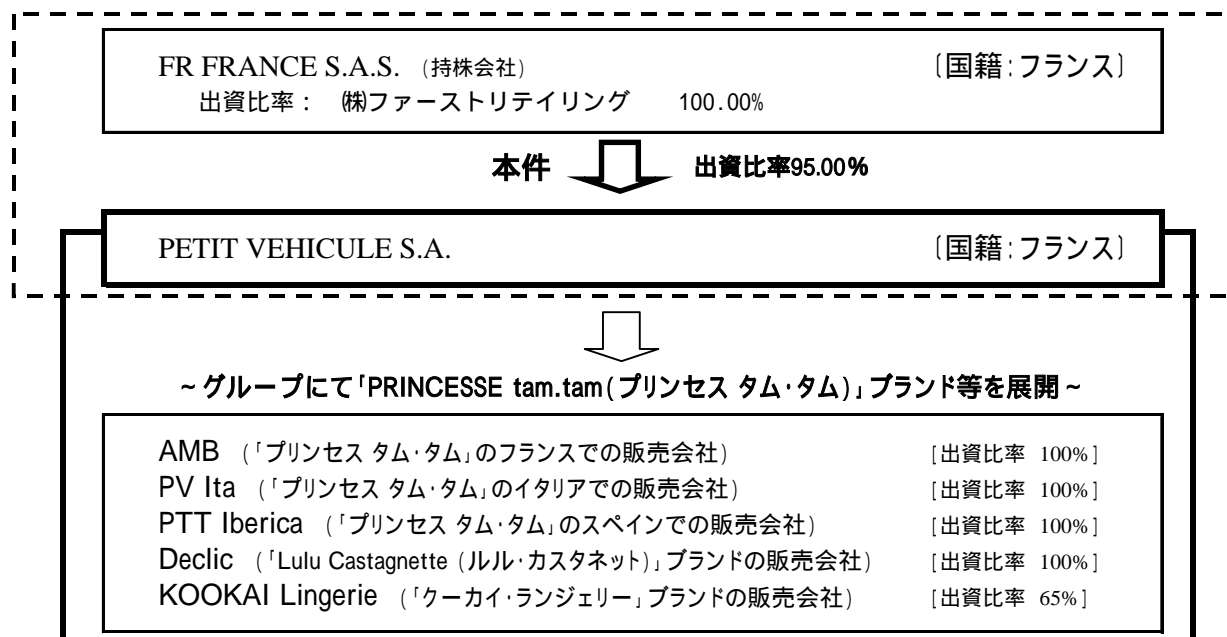 FR FRANCE S.A.S. (持株会社) 〔国籍:フランス〕
出資比率: ㈱ファーストリテイリング 100.00%
本件 出資比率95.00%
PETIT VEHICULE S.A. 〔国籍:フランス〕
~グループにて「PRINCESSE tam.tam(プリンセス タム・タム)」ブランド等を展開~
AMB (「プリンセス タム・タム」のフランスでの販売会社) [出資比率 100%]
PV Ita (「プリンセス タム・タム」のイタリアでの販売会社) [出資比率 100%]
PTT Iberica (「プリンセス タム・タム」のスペインでの販売会社) [出資比率 100%]
Declic (「Lulu Castagnette (ルル・カスタネット)」ブランドの販売会社) [出資比率 100%]
KOOKAI Lingerie (「クーカイ・ランジェリー」ブランドの販売会社) [出資比率 65%]